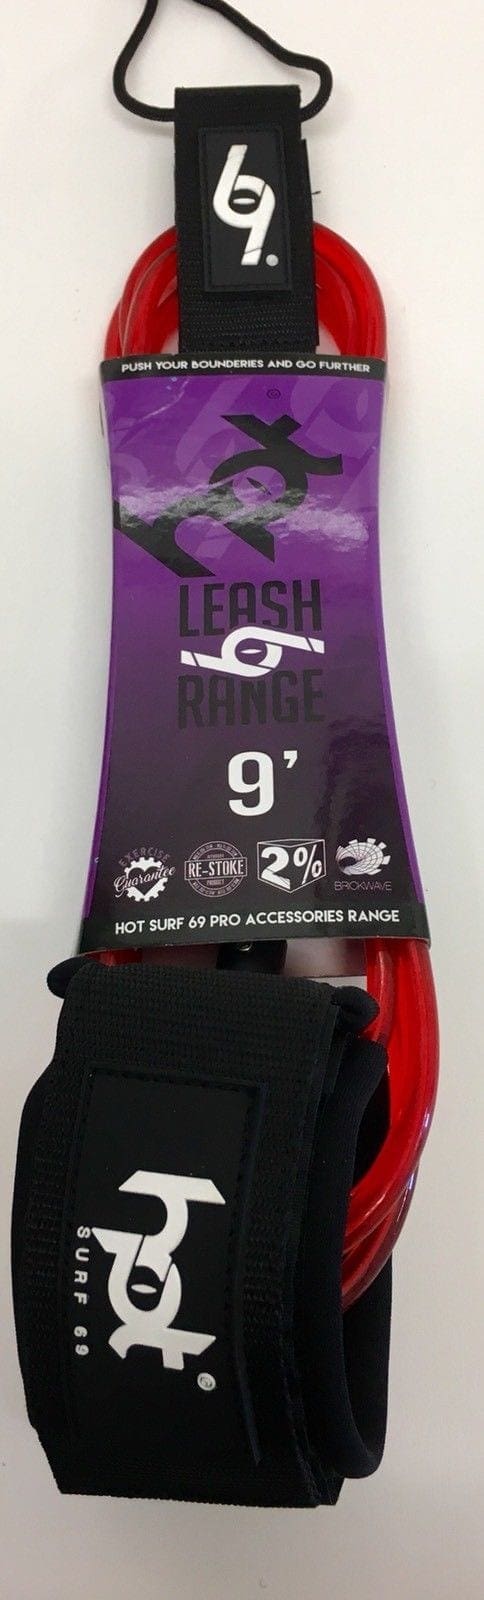 69.
PUSH YOUR BOUNDERIES AND GO FURTHER
hot
LEASH
69
RANGE
9’
EXERCISE
Guarantee
RE-STOKE
PRODUCT
2%
BRICKWAVE
HOT SURF 69 PRO ACCESSORIES RANGE
hot®
SURF 69